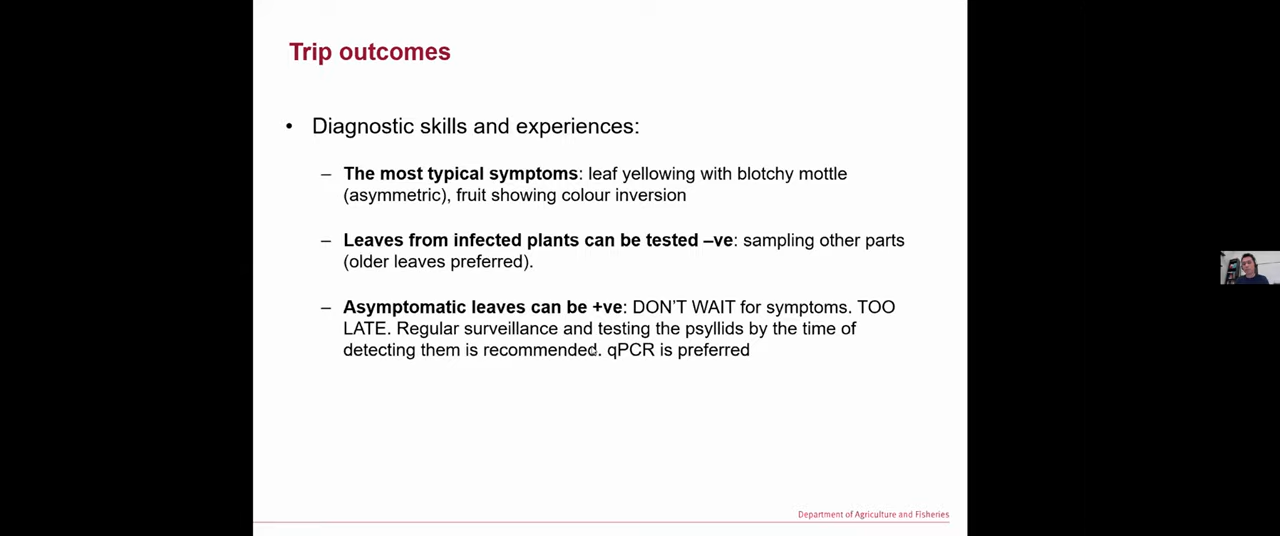 Trip outcomes
• Diagnostic skills and experiences:
– The most typical symptoms: leaf yellowing with blotchy mottle
(asymmetric), fruit showing colour inversion
– Leaves from infected plants can be tested –ve: sampling other parts
(older leaves preferred).
– Asymptomatic leaves can be +ve: DON'T WAIT for symptoms. TOO
LATE. Regular surveillance and testing the psyllids by the time of
detecting them is recommended. qPCR is preferred
Department of Agriculture and Fisheries